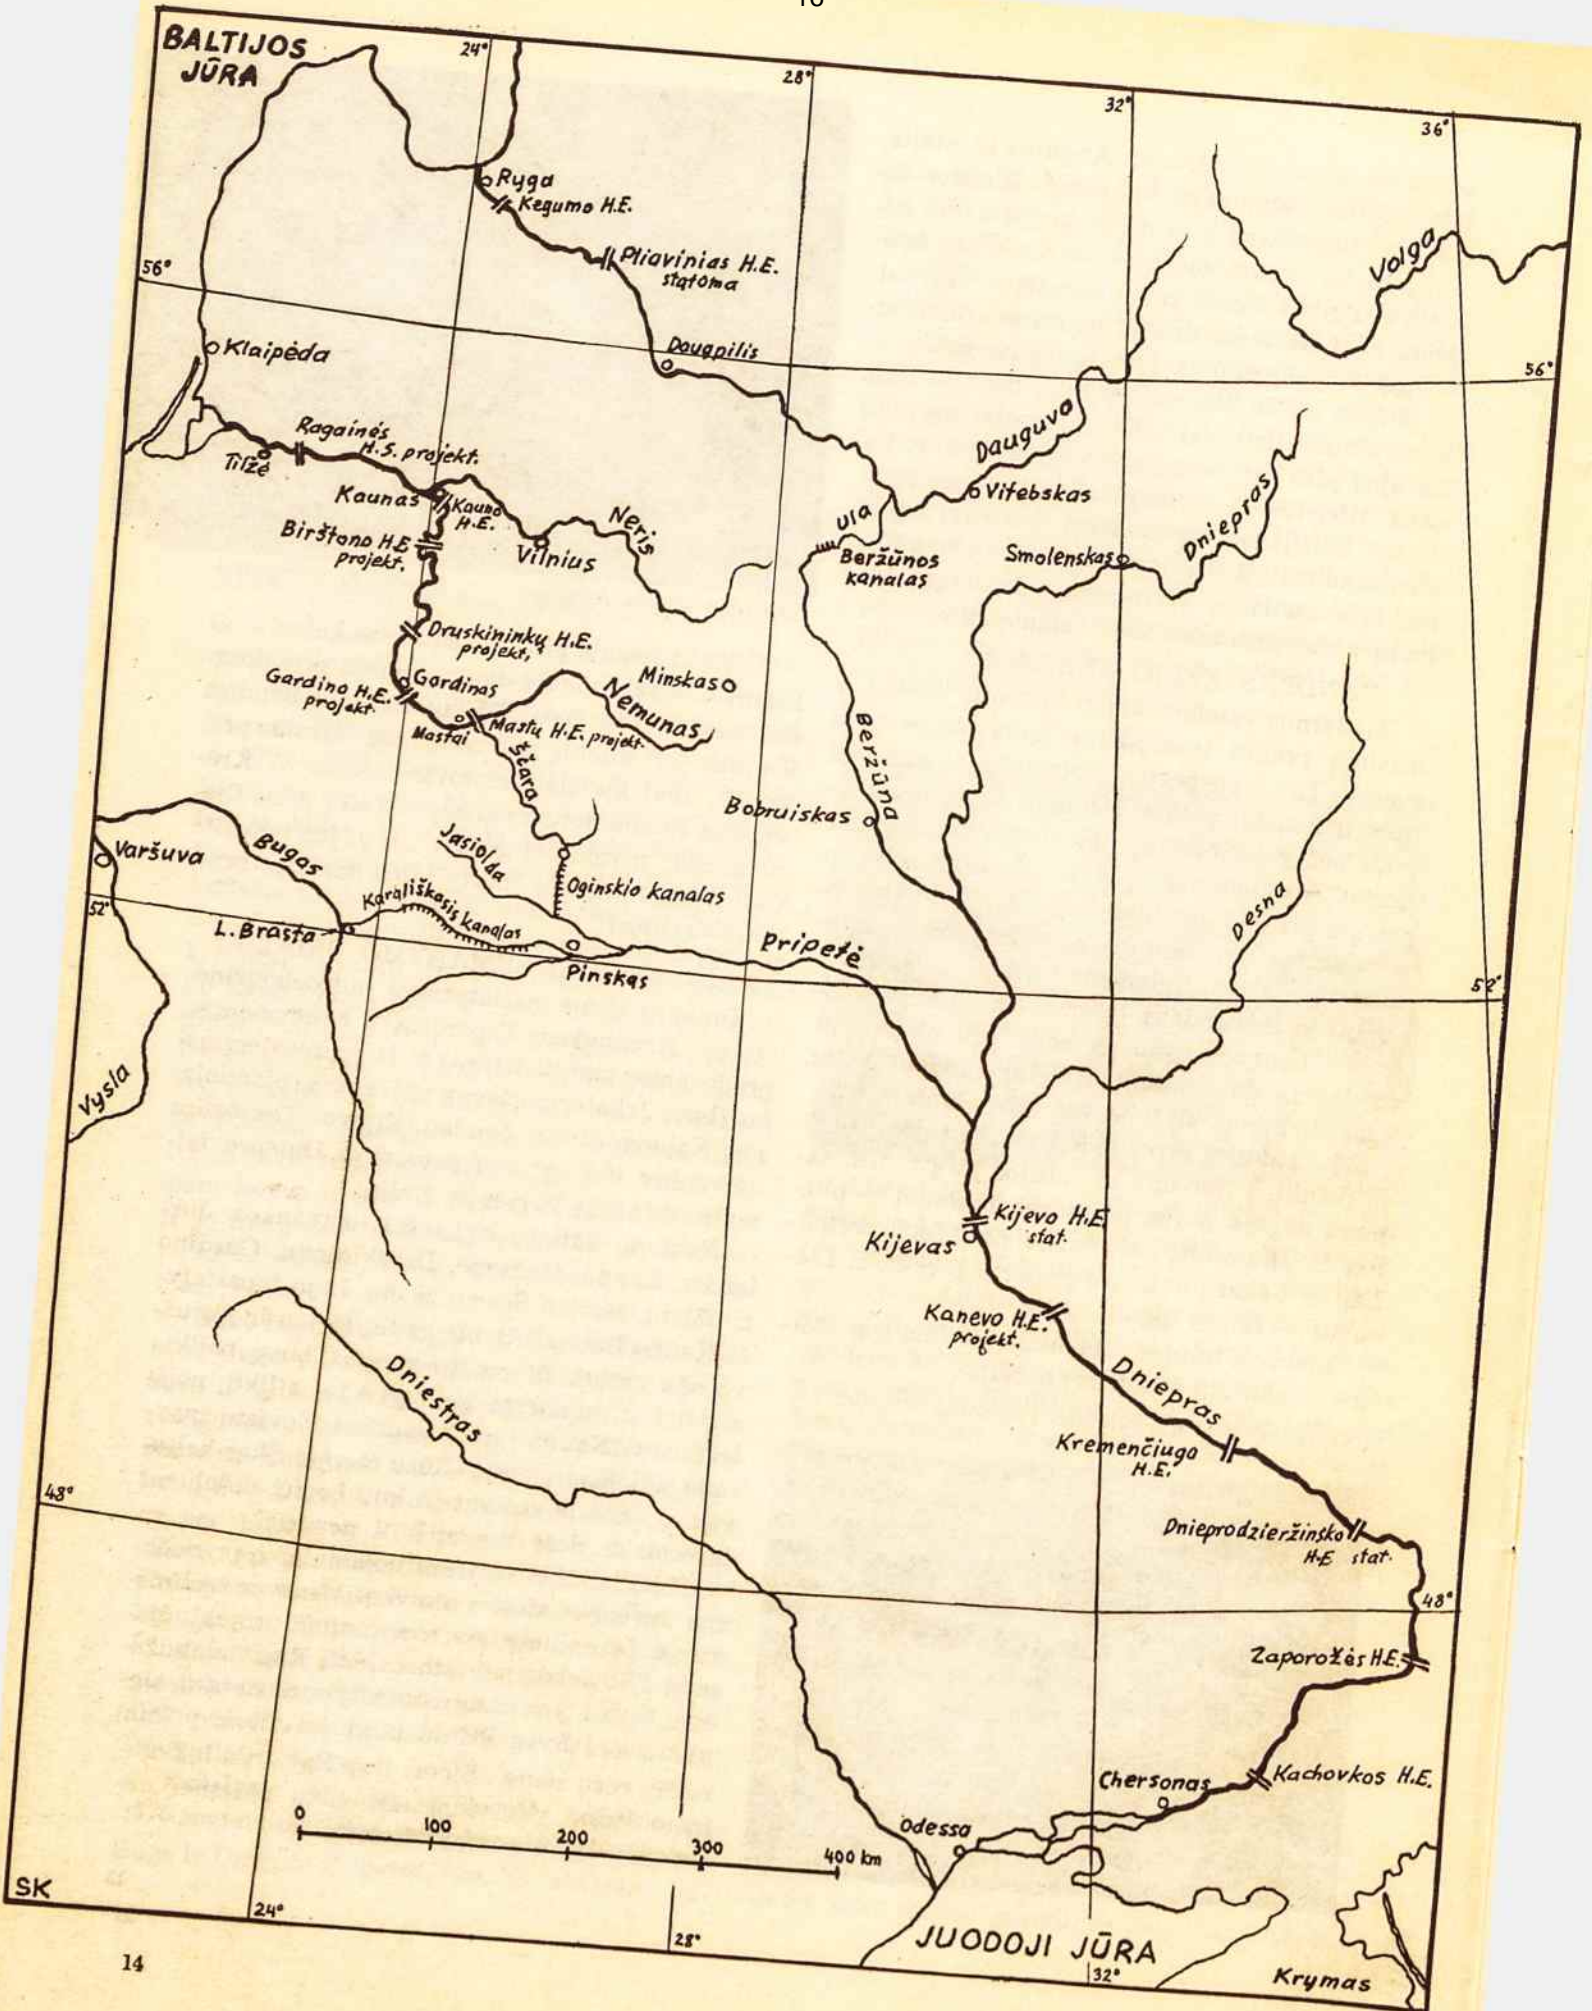 BALTIJOS
JŪRA
24°
28°
32°
36°
Ryga
Kegumo H.E.
Pliavinias H.E.
statoma
Volga
56°
Klaipėda
Daugpilis
56°
Dauguva
Ragainės
H.S. projekt.
Tilžė
Kaunas
Kauno
H.E.
Vitebskas
Neris
Ula
Dniepras
Birštono H.E
projekt.
Vilnius
Beržūnos
kanalas
Smolenskas
Druskininkų H.E.
projekt.
Gardinas
Minskas
Gardino H.E.
projekt.
Nemunas
Mastai
Mastu H.E. projekt.
Ščara
Beržūna
Bobruiskas
Varšuva
Bugas
Jasiolda
Oginskio kanalas
Karališkasis kanalas
Desna
52°
L. Brasta
Pripetė
Pinskas
52°
Vysla
Kijevo H.E
stat.
Kijevas
Kanevo H.E.
projekt.
Dniepras
Dniestras
Kremenčiugo
H.E.
48°
Dnieprodzieržinsko
H.E stat.
48°
Zaporožės H.E.
Chersonas
Kachovkos H.E.
0
100
200
300
400 km
Odessa
SK
24°
28°
JUODOJI JŪRA
32°
Krymas
14